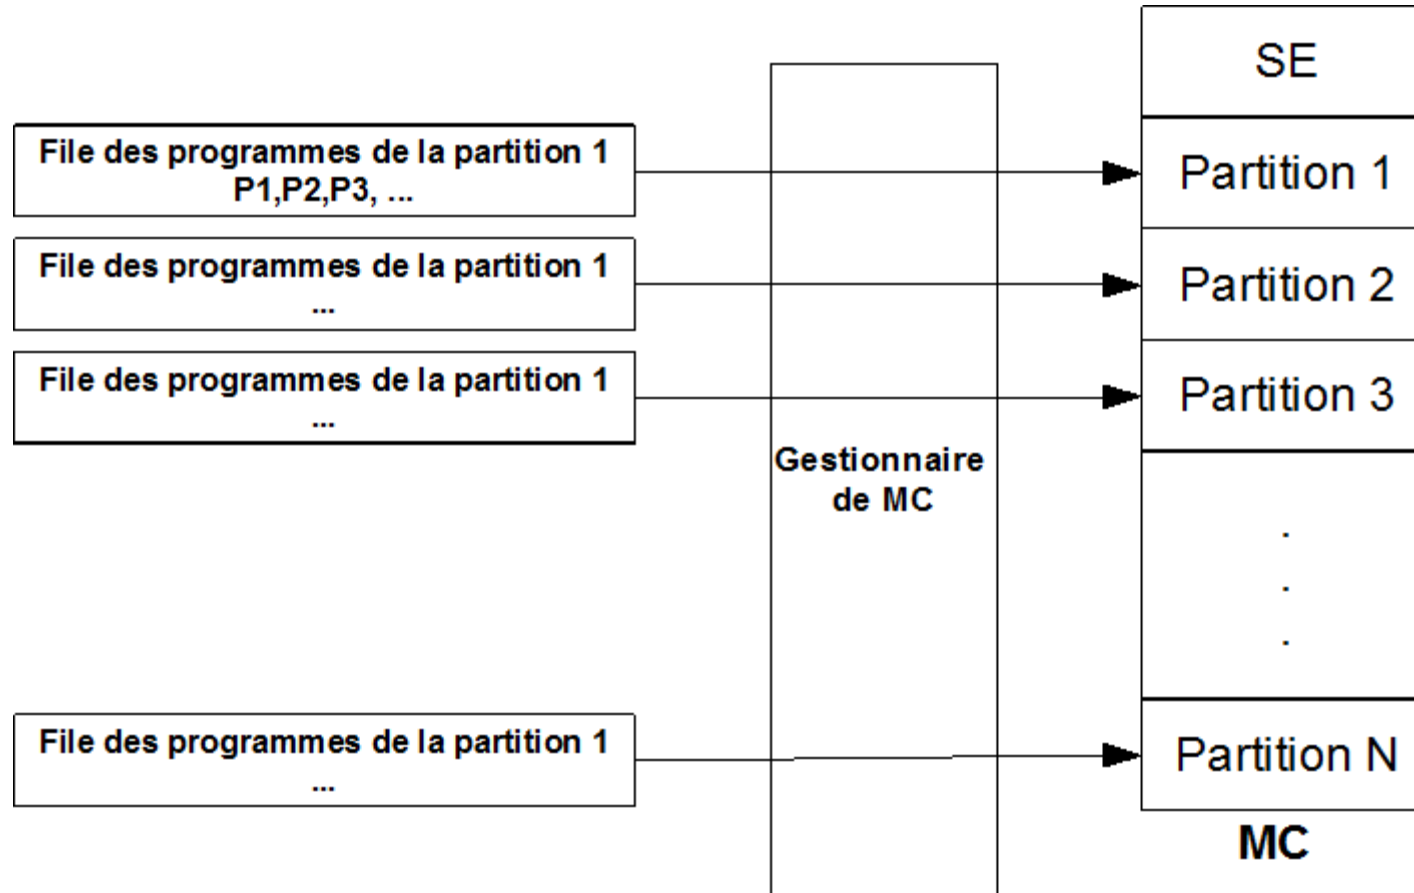 SE
File des programmes de la partition 1
P1,P2,P3, ...
Partition 1
File des programmes de la partition 1
...
Partition 2
File des programmes de la partition 1
...
Partition 3
Gestionnaire
de MC
.
.
.
File des programmes de la partition 1
...
Partition N
MC